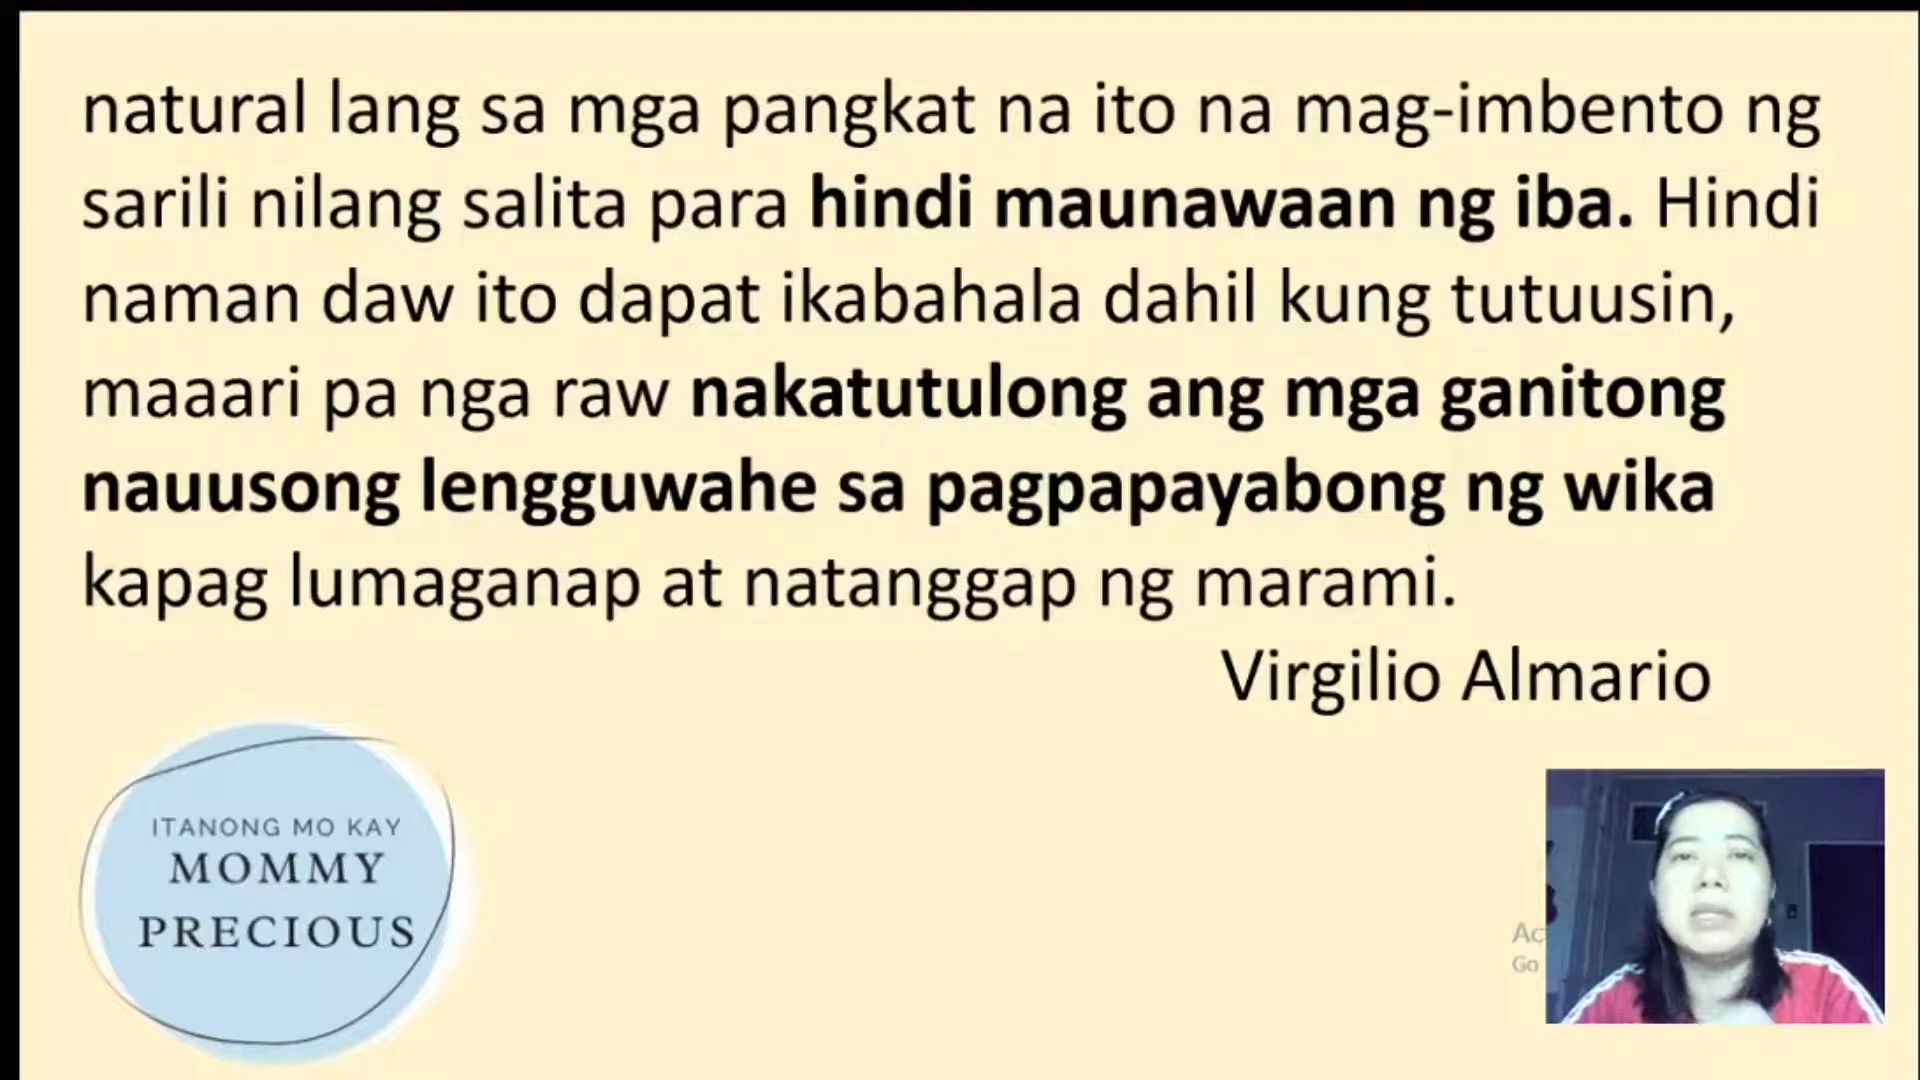 natural lang sa mga pangkat na ito na mag-imbento ng
sarili nilang salita para hindi maunawaan ng iba. Hindi
naman daw ito dapat ikabahala dahil kung tutuusin,
maaari pa nga raw nakatutulong ang mga ganitong
nauusong lengguwahe sa pagpapayabong ng wika
kapag lumaganap at natanggap ng marami.
Virgilio Almario
ITANONG MO KAY
MOMMY
PRECIOUS
Go